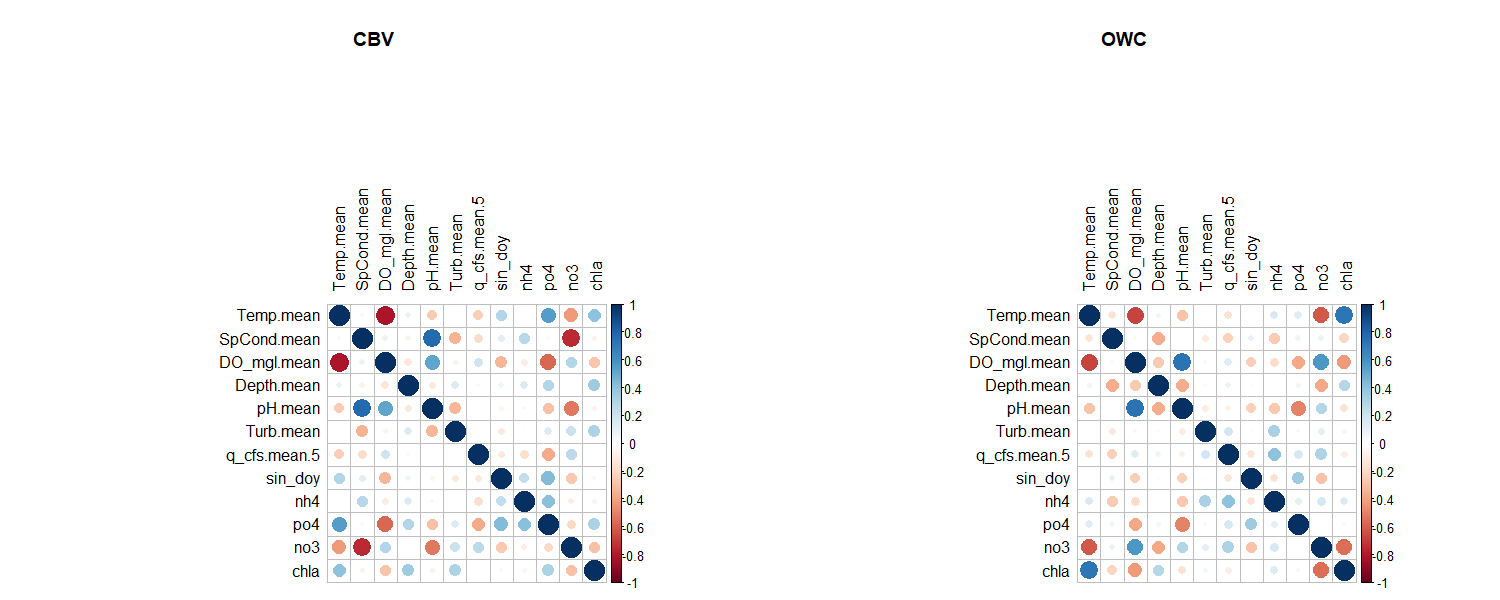 CBV
Temp.mean
SpCond.mean
DO_mgl.mean
Depth.mean
pH.mean
Turb.mean
q_cfs.mean.5
sin_doy
nh4
po4
no3
chla
Temp.mean
SpCond.mean
DO_mgl.mean
Depth.mean
pH.mean
Turb.mean
q_cfs.mean.5
sin_doy
nh4
po4
no3
chla
1
0.8
0.6
0.4
0.2
0
-0.2
-0.4
-0.6
-0.8
-1
OWC
Temp.mean
SpCond.mean
DO_mgl.mean
Depth.mean
pH.mean
Turb.mean
q_cfs.mean.5
sin_doy
nh4
po4
no3
chla
Temp.mean
SpCond.mean
DO_mgl.mean
Depth.mean
pH.mean
Turb.mean
q_cfs.mean.5
sin_doy
nh4
po4
no3
chla
1
0.8
0.6
0.4
0.2
0
-0.2
-0.4
-0.6
-0.8
-1